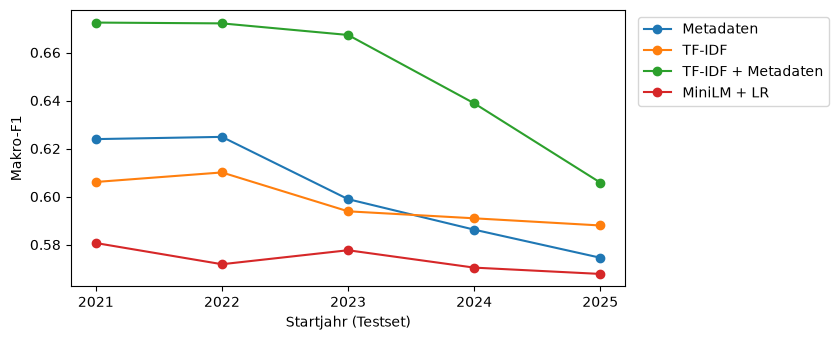 Makro-F1
0.66
0.64
0.62
0.60
0.58
2021 2022 2023 2024 2025
Startjahr (Testset)
Metadaten
TF-IDF
TF-IDF + Metadaten
MiniLM + LR